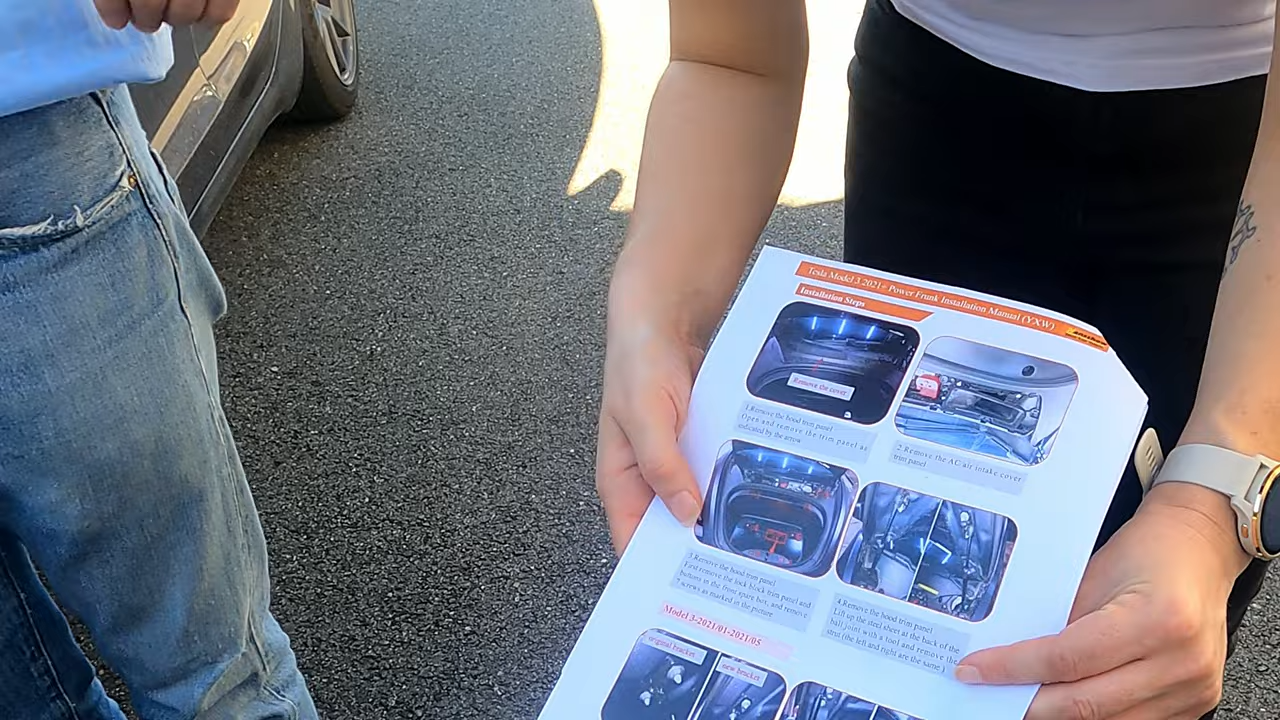 Tesla Model 3 2021+ Power Frunk Installation Manual (YXW)
Installation Steps
Remove the cover
1.Remove the hood trim panel -
Open and remove the trim panel as
indicated by the arrow
2.Remove the AC air intake cover
trim panel
3.Remove the hood trim panel
First remove the lock block trim panel and
buttons in the front spare box, and remove
7 screws as marked in the picture
4.Remove the hood trim panel
Lift up the steel sheet at the back of the
ball joint with a tool and remove the
strut (the left and right are the same )
Model 3-2021/01-2021/05
original bracket
new bracket